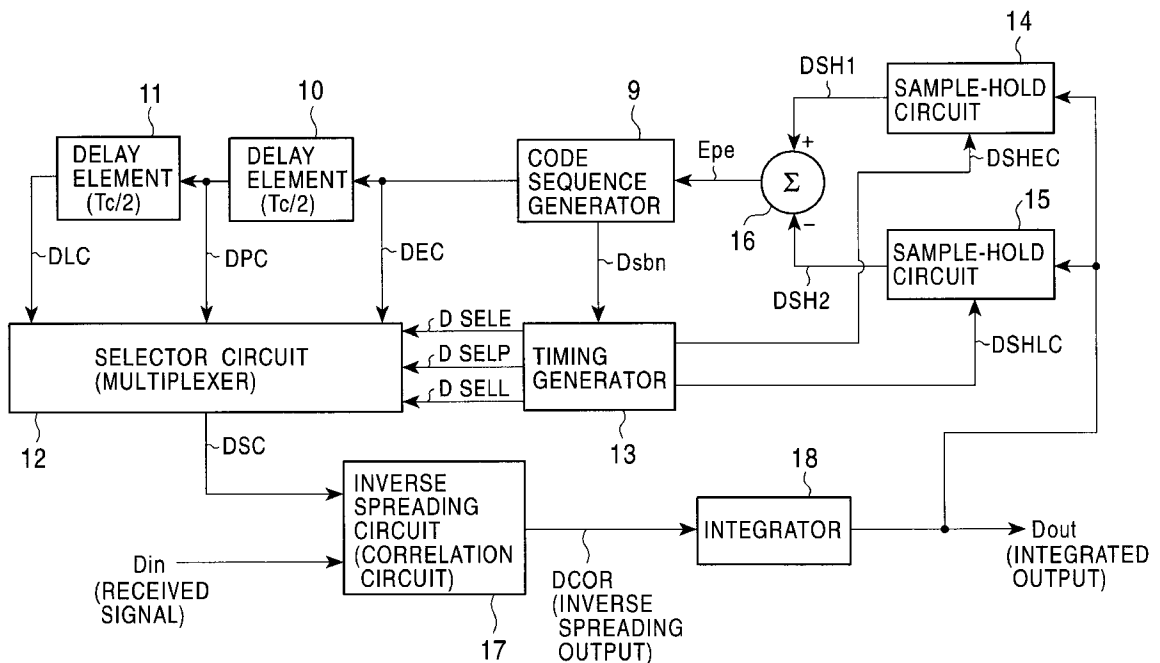 14
SAMPLE-HOLD
CIRCUIT
DSH1
11
10
9
DELAY
ELEMENT
(Tc/2)
DELAY
ELEMENT
(Tc/2)
CODE
SEQUENCE
GENERATOR
Epe
+
Σ
−
16
DSHEC
15
SAMPLE-HOLD
CIRCUIT
DLC
DPC
DEC
Dsbn
DSH2
DSHLC
SELECTOR CIRCUIT
(MULTIPLEXER)
D SELE
D SELP
D SELL
TIMING
GENERATOR
12
DSC
13
INVERSE
SPREADING
CIRCUIT
(CORRELATION
CIRCUIT)
18
INTEGRATOR
Din
(RECEIVED
SIGNAL)
17
DCOR
(INVERSE
SPREADING
OUTPUT)
Dout
(INTEGRATED
OUTPUT)